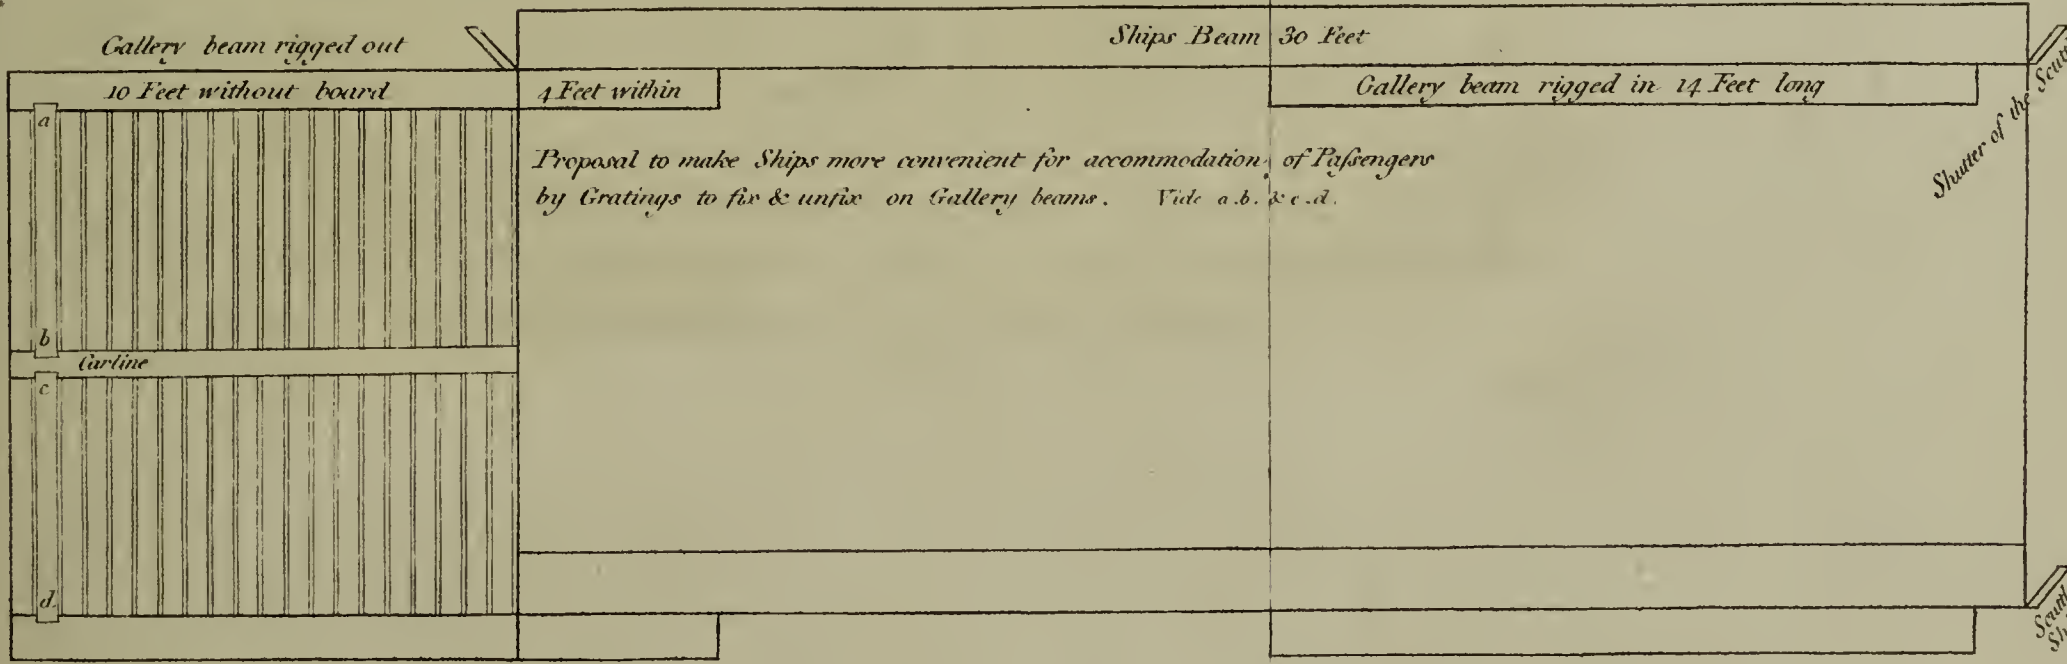 Gallery beam rigged out
Ships Beam 30 Feet
10 Feet without board
4 Feet within
Gallery beam rigged in 14 Feet long
Shutter of the
a
Proposal to make Ships more convenient for accommodation of Paſsengers
by Gratings to fix & unfix on Gallery beams. Vide a.b. & c.d.
b
Carline
c
d.